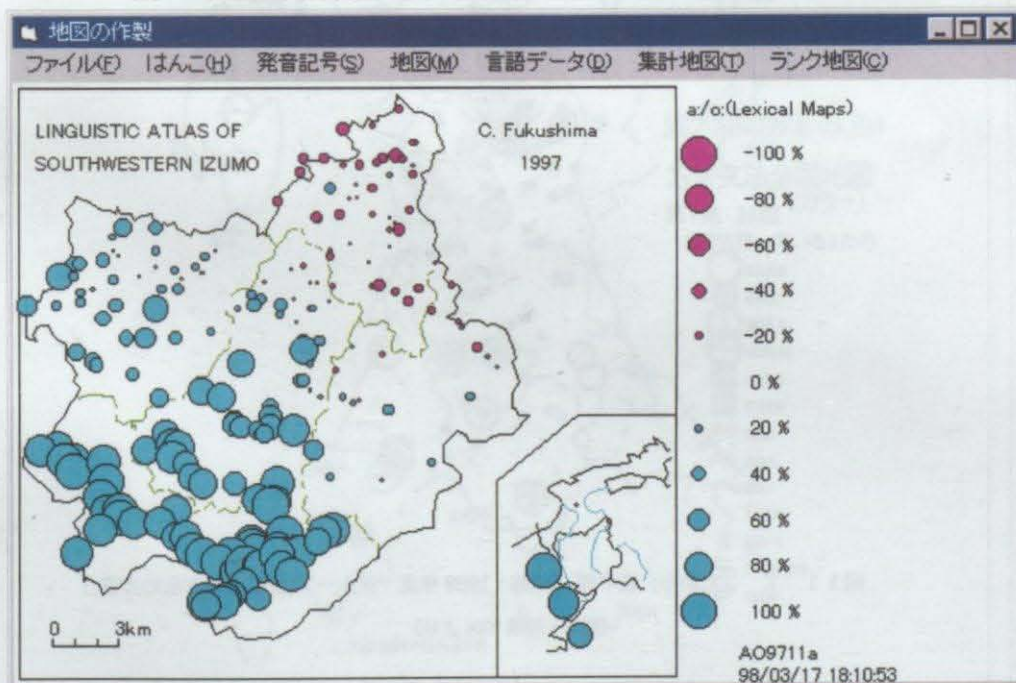 地図の作製
ファイル(F) はんこ(H) 発音記号(S) 地図(M) 言語データ(D) 集計地図(T) ランク地図(C)
LINGUISTIC ATLAS OF
SOUTHWESTERN IZUMO
C. Fukushima
1997
0 3km
a:/o:(Lexical Maps)
-100 %
-80 %
-60 %
-40 %
-20 %
0 %
20 %
40 %
60 %
80 %
100 %
AO9711a
98/03/17 18:10:53